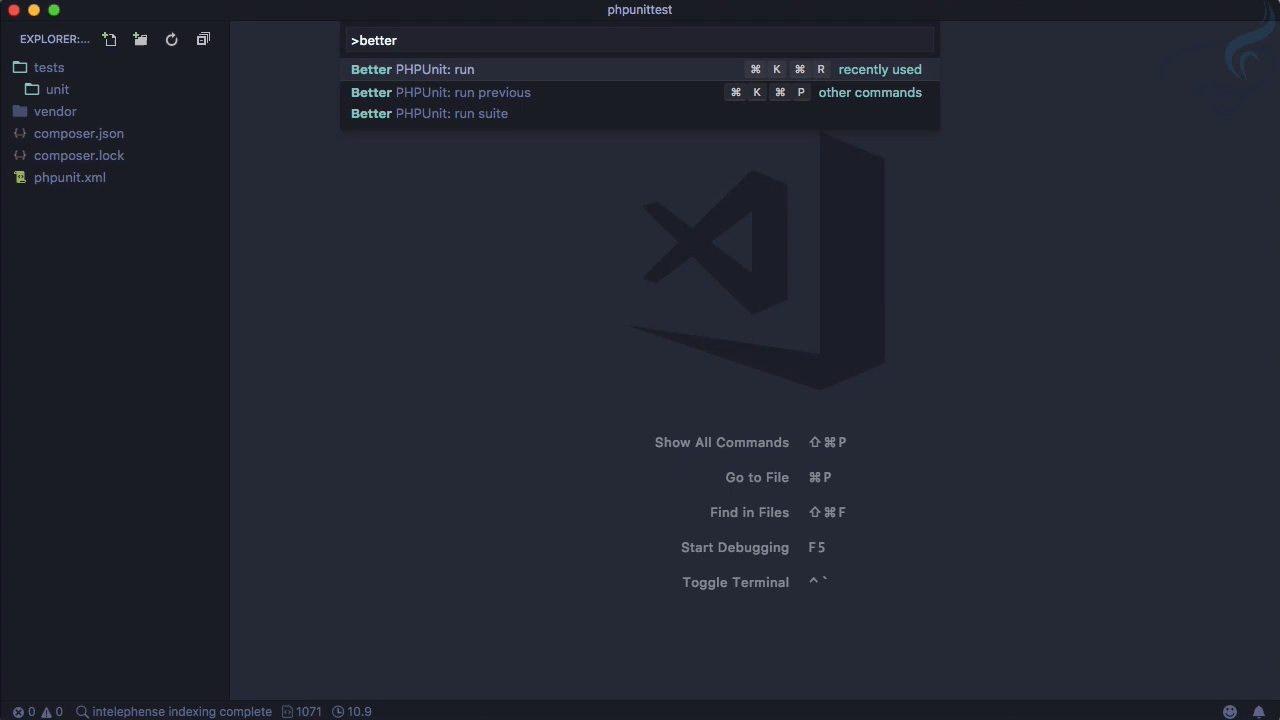 phpunittest
EXPLORER:...
>better
Better PHPUnit: run ⌘ K ⌘ R recently used
Better PHPUnit: run previous ⌘ K ⌘ P other commands
Better PHPUnit: run suite
tests
unit
vendor
composer.json
composer.lock
phpunit.xml
Show All Commands ⇧⌘P
Go to File ⌘P
Find in Files ⇧⌘F
Start Debugging F5
Toggle Terminal ^`
0 0 intelephense indexing complete 1071 10.9